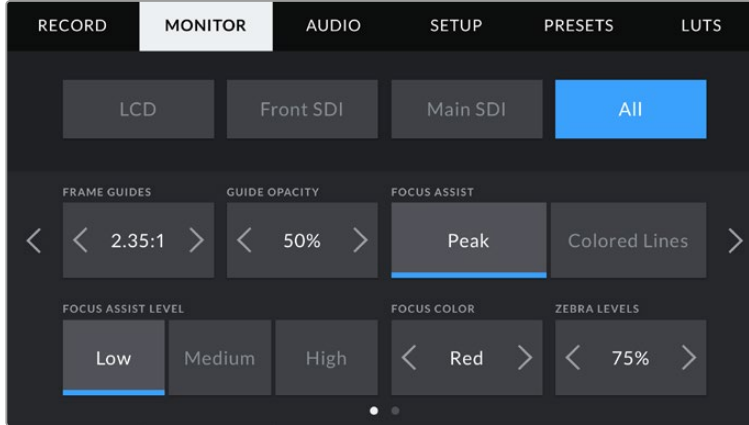 RECORD MONITOR AUDIO SETUP PRESETS LUTS
LCD Front SDI Main SDI All
FRAME GUIDES GUIDE OPACITY FOCUS ASSIST
2.35:1 50% Peak Colored Lines
FOCUS ASSIST LEVEL FOCUS COLOR ZEBRA LEVELS
Low Medium High Red 75%